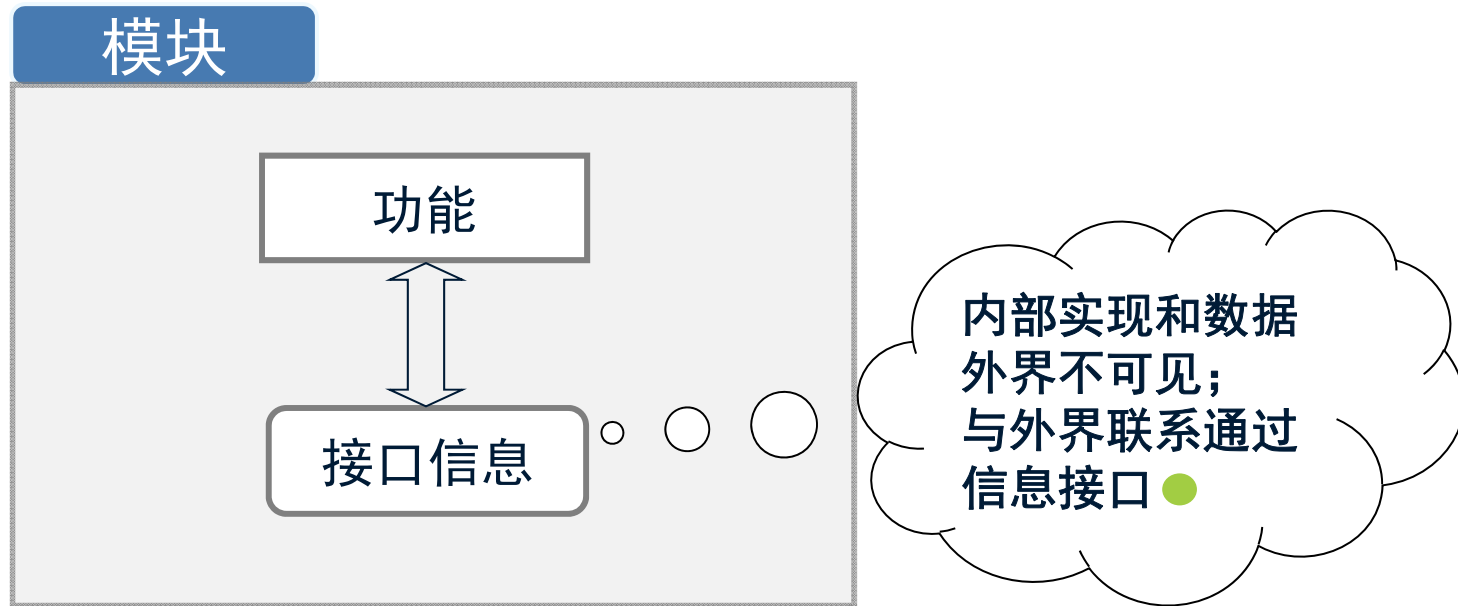 模块
功能
接口信息
内部实现和数据
外界不可见；
与外界联系通过
信息接口